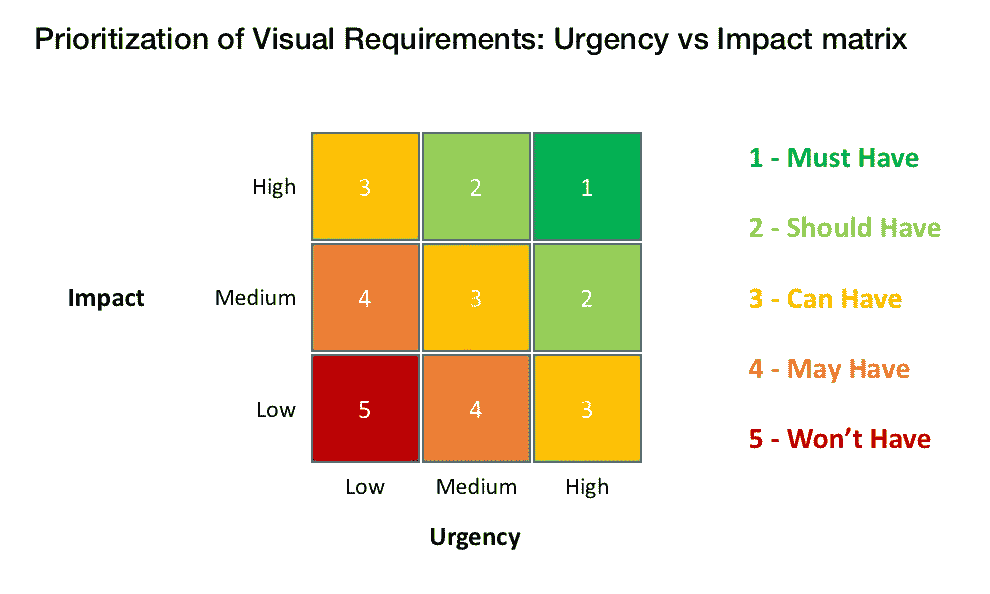 Prioritization of Visual Requirements: Urgency vs Impact matrix
High 3 2 1
Impact Medium 4 3 2
Low 5 4 3
Low Medium High
Urgency
1 - Must Have
2 - Should Have
3 - Can Have
4 - May Have
5 - Won’t Have